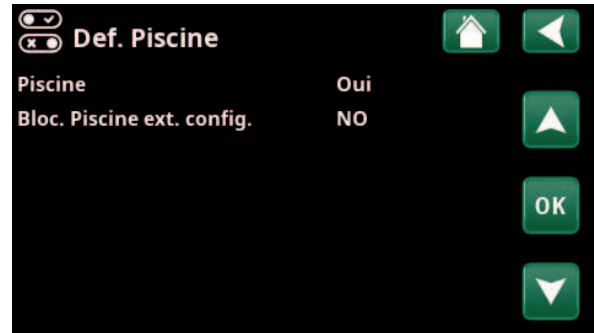 Def. Piscine
Piscine Oui
Bloc. Piscine ext. config. NO
OK